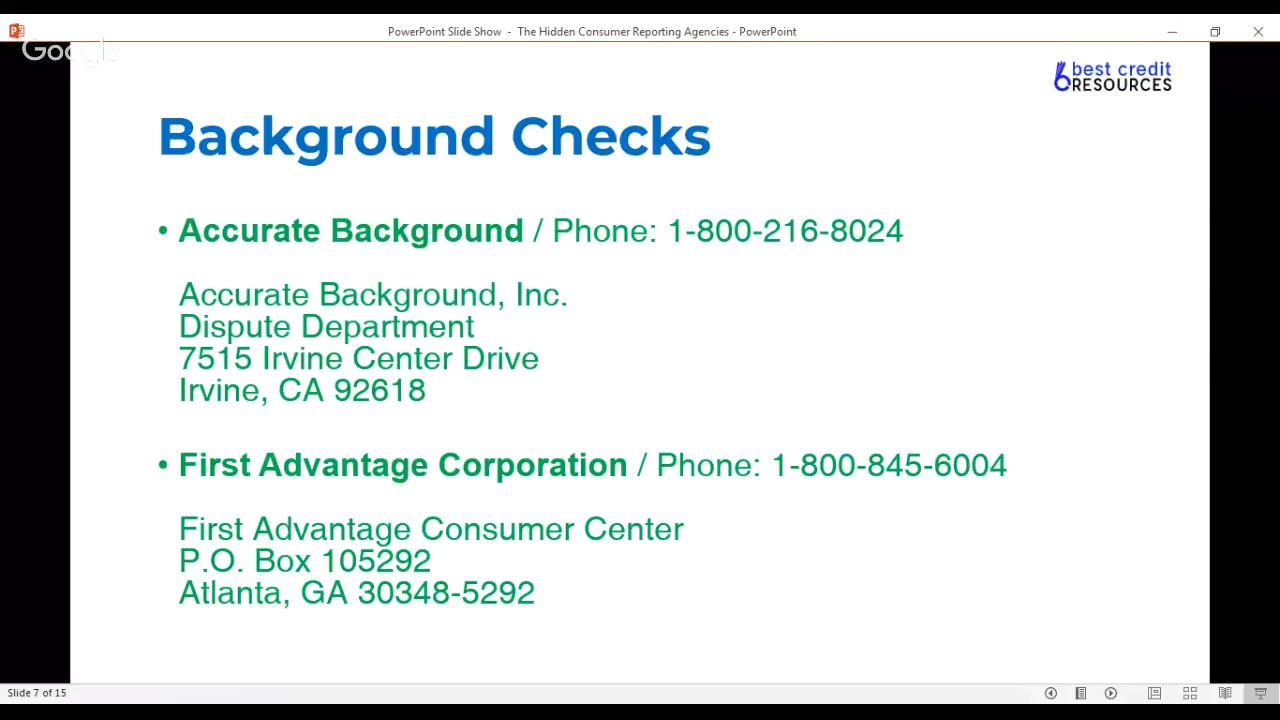 PowerPoint Slide Show - The Hidden Consumer Reporting Agencies - PowerPoint
Google
best credit
RESOURCES
Background Checks
• Accurate Background / Phone: 1-800-216-8024
Accurate Background, Inc.
Dispute Department
7515 Irvine Center Drive
Irvine, CA 92618
• First Advantage Corporation / Phone: 1-800-845-6004
First Advantage Consumer Center
P.O. Box 105292
Atlanta, GA 30348-5292
Slide 7 of 15